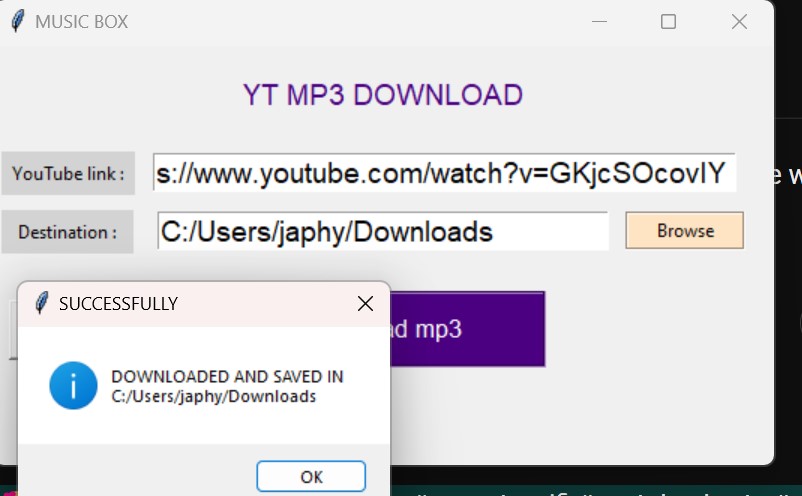 MUSIC BOX
YT MP3 DOWNLOAD
YouTube link :
s://www.youtube.com/watch?v=GKjcSOcovIY
Destination :
C:/Users/japhy/Downloads
Browse
SUCCESSFULLY
mp3
DOWNLOADED AND SAVED IN
C:/Users/japhy/Downloads
OK